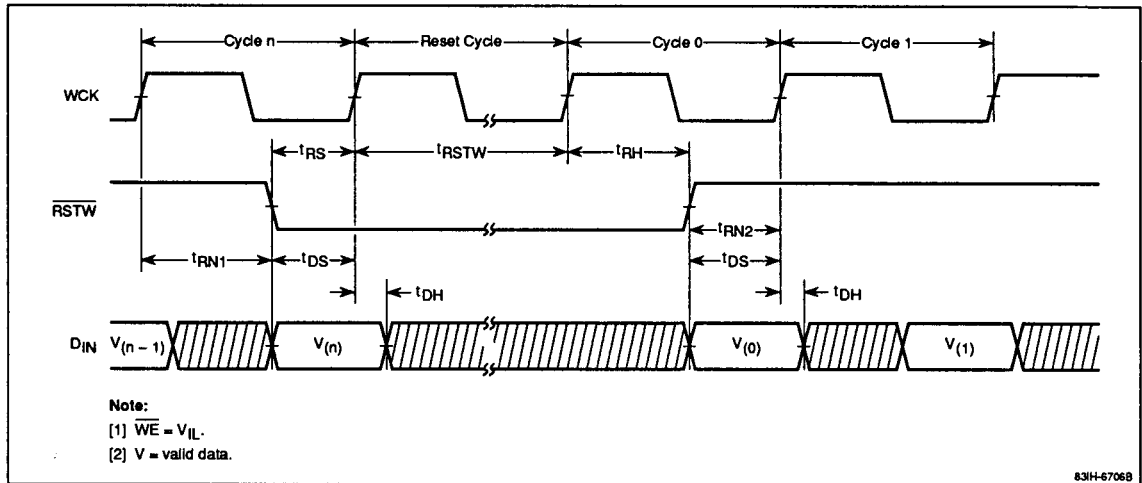 Cycle n Reset Cycle Cycle 0 Cycle 1
WCK
tRS tRSTW tRH
RSTW
tRN2
tRN1 tDS tDS
tDH tDH
DIN V(n – 1) V(n) V(0) V(1)
Note:
[1] WE = VIL.
[2] V = valid data.
83IH-6706B